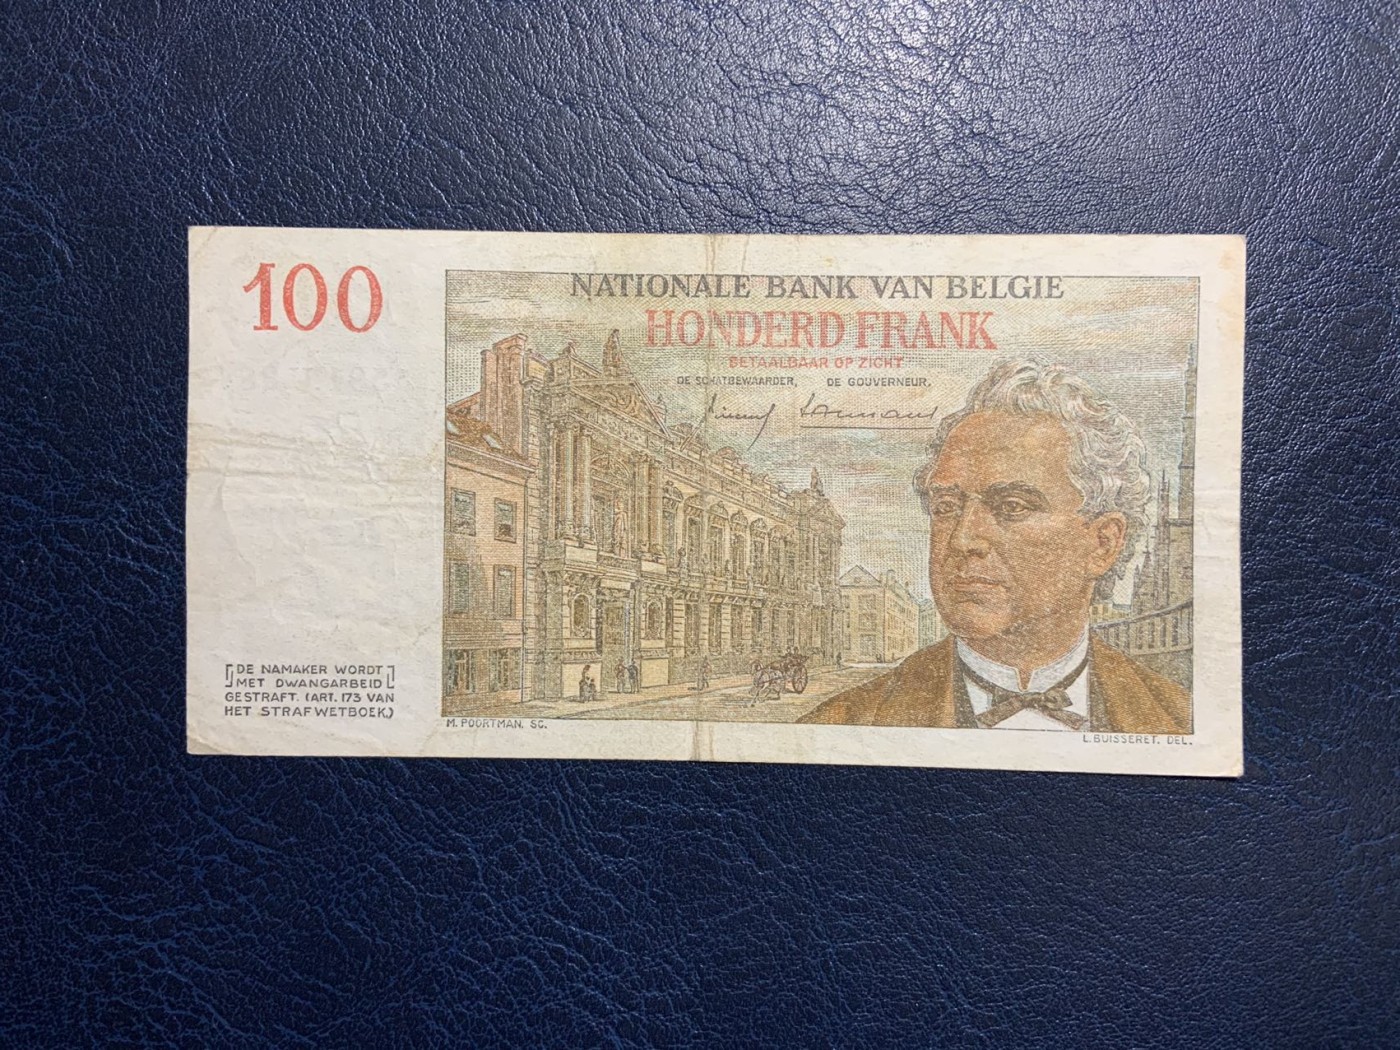 100
NATIONALE BANK VAN BELGIE
HONDERD FRANK
BETAALBAAR OP ZICHT
DE SCHATBEWAARDER, DE GOUVERNEUR,
DE NAMAKER WORDT
MET DWANGARBEID
GESTRAFT. (ART. 173 VAN
HET STRAFWETBOEK.)
M. POORTMAN. SC.
L. BUISSERET. DEL.